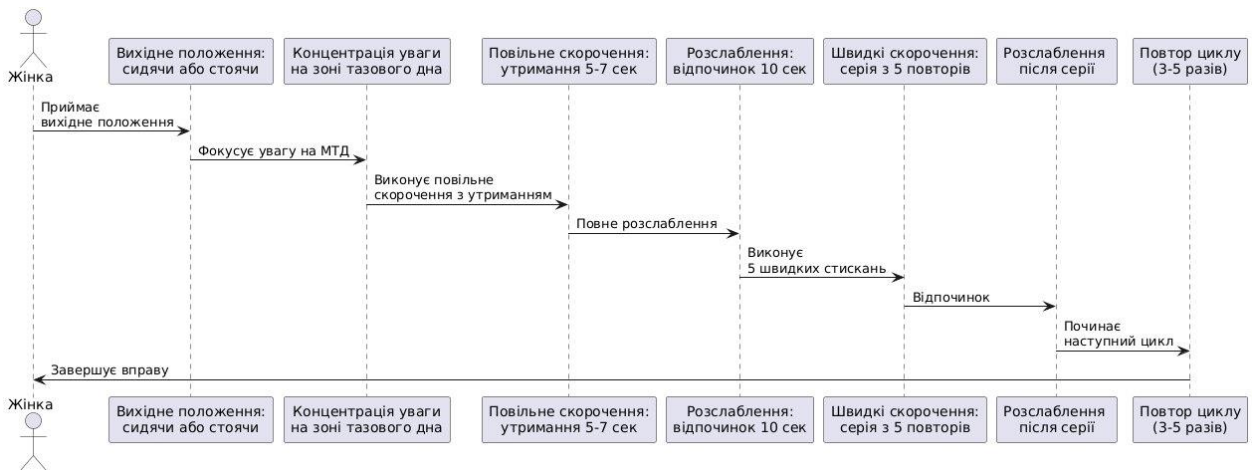 Жінка
Вихідне положення:
сидячи або стоячи
Концентрація уваги
на зоні тазового дна
Повільне скорочення:
утримання 5-7 сек
Розслаблення:
відпочинок 10 сек
Швидкі скорочення:
серія з 5 повторів
Розслаблення
після серії
Повтор циклу
(3-5 разів)
Приймає
вихідне положення
Фокусує увагу на МТД
Виконує повільне
скорочення з утриманням
Повне розслаблення
Виконує
5 швидких стискань
Відпочинок
Починає
наступний цикл
Завершує вправу
Жінка
Вихідне положення:
сидячи або стоячи
Концентрація уваги
на зоні тазового дна
Повільне скорочення:
утримання 5-7 сек
Розслаблення:
відпочинок 10 сек
Швидкі скорочення:
серія з 5 повторів
Розслаблення
після серії
Повтор циклу
(3-5 разів)